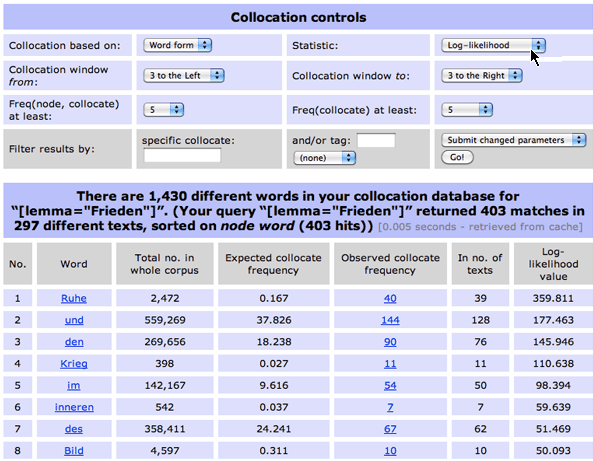 Collocation controls
Collocation based on: Word form Statistic: Log-likelihood
Collocation window from: 3 to the Left Collocation window to: 3 to the Right
Freq(node, collocate) at least: 5 Freq(collocate) at least: 5
Filter results by: specific collocate: and/or tag: (none) Submit changed parameters Go!
There are 1,430 different words in your collocation database for
“[lemma="Frieden"]”. (Your query “[lemma="Frieden"]” returned 403 matches in
297 different texts, sorted on node word (403 hits)) [0.005 seconds - retrieved from cache]
No. Word Total no. in whole corpus Expected collocate frequency Observed collocate frequency In no. of texts Log-likelihood value
1 Ruhe 2,472 0.167 40 39 359.811
2 und 559,269 37.826 144 128 177.463
3 den 269,656 18.238 90 76 145.946
4 Krieg 398 0.027 11 11 110.638
5 im 142,167 9.616 54 50 98.394
6 inneren 542 0.037 7 7 59.639
7 des 358,411 24.241 67 62 51.469
8 Bild 4,597 0.311 10 10 50.093